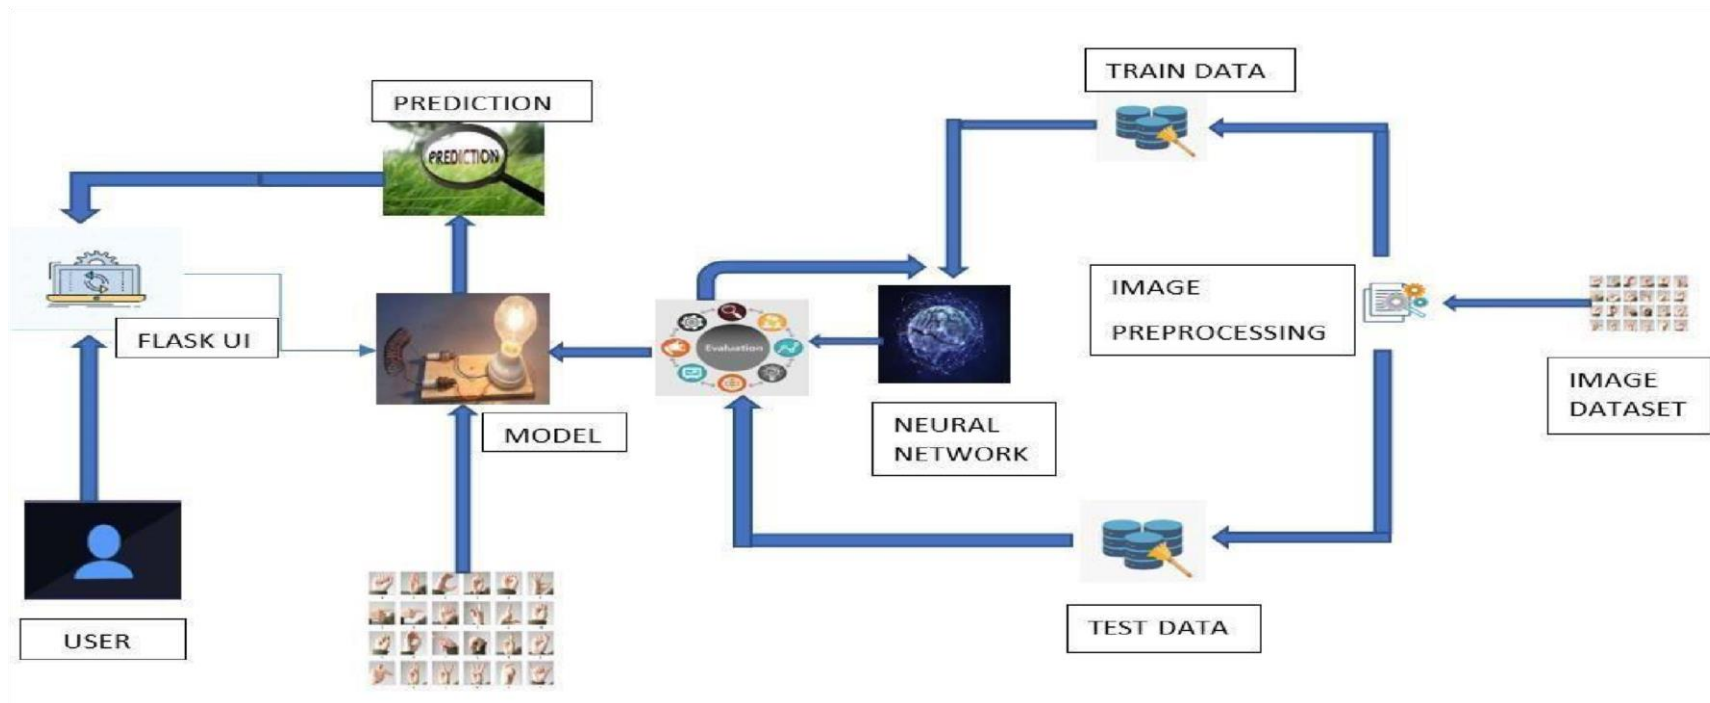 TRAIN DATA
PREDICTION
PREDICTION
IMAGE
PREPROCESSING
FLASK UI
Evaluation
IMAGE
DATASET
MODEL
NEURAL
NETWORK
USER
TEST DATA